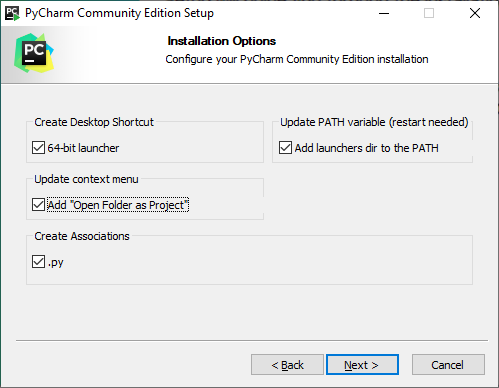 PyCharm Community Edition Setup
PC
Installation Options
Configure your PyCharm Community Edition installation
Create Desktop Shortcut
64-bit launcher
Update PATH variable (restart needed)
Add launchers dir to the PATH
Update context menu
Add "Open Folder as Project"
Create Associations
.py
< Back
Next >
Cancel